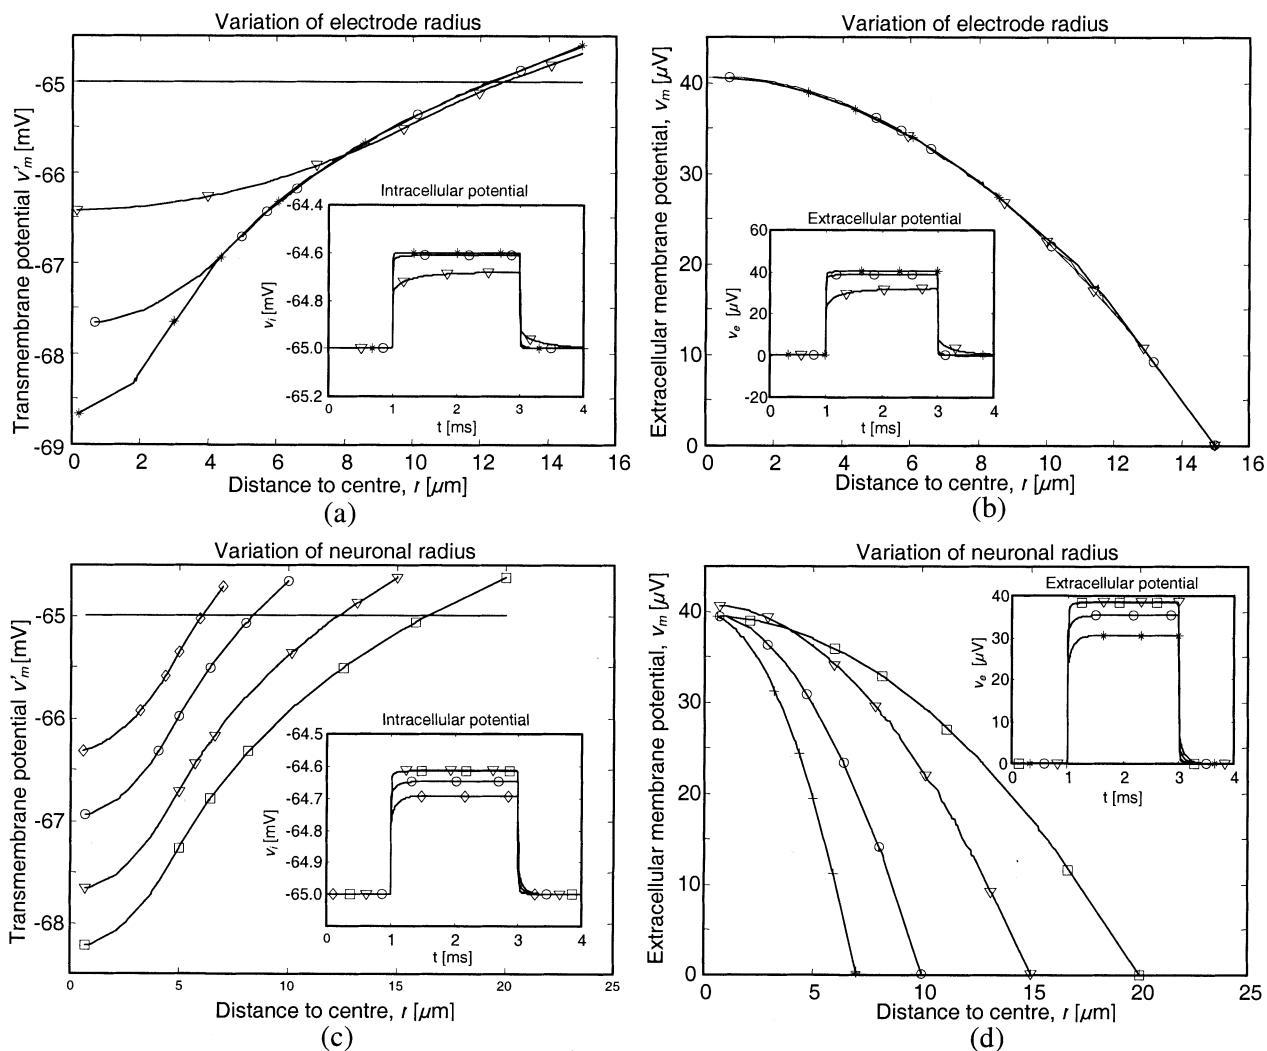 Variation of electrode radius
Transmembrane potential v'm [mV]
-65
-66
-67
-68
-69
0 2 4 6 8 10 12 14 16
Distance to centre, r [μm]
(a)
Intracellular potential
vi [mV]
-64.4
-64.6
-64.8
-65.0
-65.2
0 1 2 3 4
t [ms]
Variation of electrode radius
Extracellular membrane potential, vm [μV]
40
30
20
10
0
0 2 4 6 8 10 12 14 16
Distance to centre, r [μm]
(b)
Extracellular potential
ve [μV]
60
40
20
0
-20
0 1 2 3 4
t [ms]
Variation of neuronal radius
Transmembrane potential v'm [mV]
-65
-66
-67
-68
0 5 10 15 20 25
Distance to centre, r [μm]
(c)
Intracellular potential
vi [mV]
-64.5
-64.6
-64.7
-64.8
-64.9
-65.0
0 1 2 3 4
t [ms]
Variation of neuronal radius
Extracellular membrane potential, vm [μV]
40
30
20
10
0
0 5 10 15 20 25
Distance to centre, r [μm]
(d)
Extracellular potential
ve [μV]
40
30
20
10
0
0 1 2 3 4
t [ms]